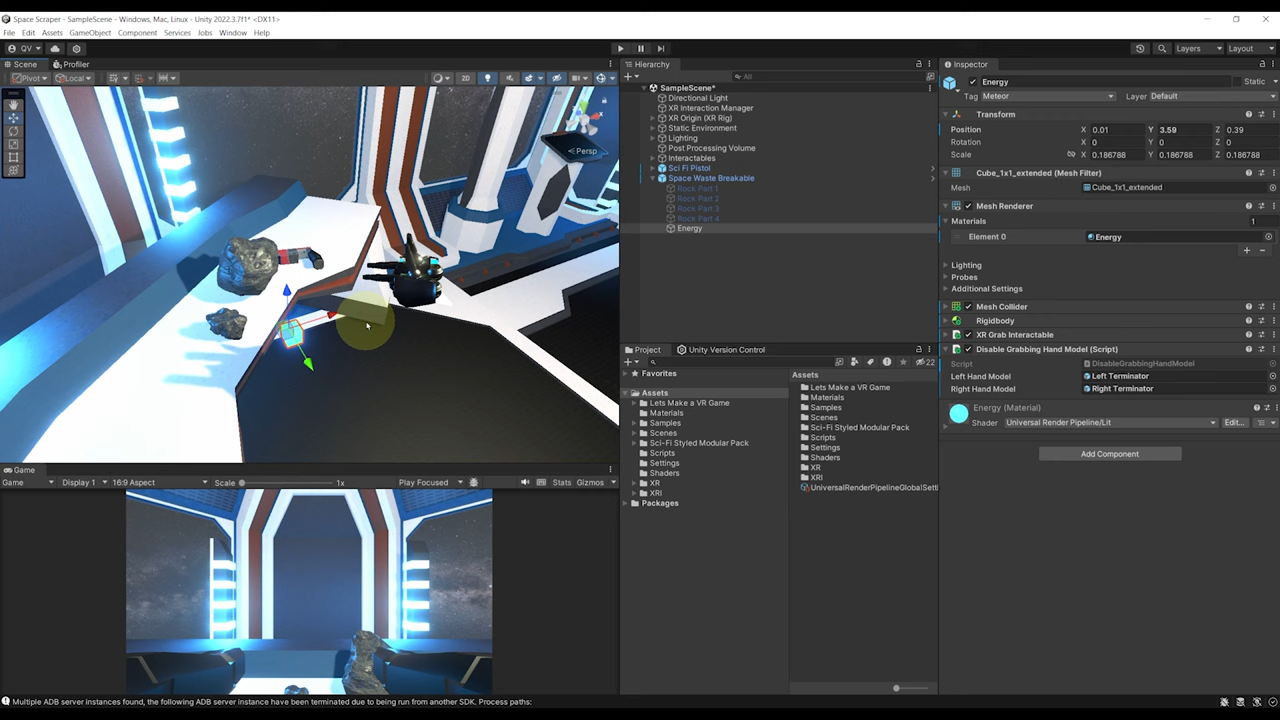 Space Scraper - SampleScene - Windows, Mac, Linux - Unity 2022.3.7f1* <DX11>
File Edit Assets GameObject Component Services Jobs Window Help
QV
Layers Layout
Scene Profiler
Pivot Local 2D
Persp
Hierarchy
All
SampleScene*
Directional Light
XR Interaction Manager
XR Origin (XR Rig)
Static Environment
Lighting
Post Processing Volume
Interactables
Sci Fi Pistol
Space Waste Breakable
Rock Part 1
Rock Part 2
Rock Part 3
Rock Part 4
Energy
Project Unity Version Control
22
Favorites
Assets
Lets Make a VR Game
Materials
Samples
Scenes
Sci-Fi Styled Modular Pack
Scripts
Settings
Shaders
XR
XRI
Packages
Assets
Lets Make a VR Game
Materials
Samples
Scenes
Sci-Fi Styled Modular Pack
Scripts
Settings
Shaders
XR
XRI
UniversalRenderPipelineGlobalSetti
Inspector
Energy Static
Tag Meteor Layer Default
Transform
Position X 0.01 Y 3.59 Z 0.39
Rotation X 0 Y 0 Z 0
Scale X 0.186788 Y 0.186788 Z 0.186788
Cube_1x1_extended (Mesh Filter)
Mesh Cube_1x1_extended
Mesh Renderer
Materials 1
Element 0 Energy
Lighting
Probes
Additional Settings
Mesh Collider
Rigidbody
XR Grab Interactable
Disable Grabbing Hand Model (Script)
Script DisableGrabbingHandModel
Left Hand Model Left Terminator
Right Hand Model Right Terminator
Energy (Material)
Shader Universal Render Pipeline/Lit Edit...
Add Component
Game
Game Display 1 16:9 Aspect Scale 1x Play Focused Stats Gizmos
Multiple ADB server instances found, the following ADB server instance have been terminated due to being run from another SDK. Process paths: